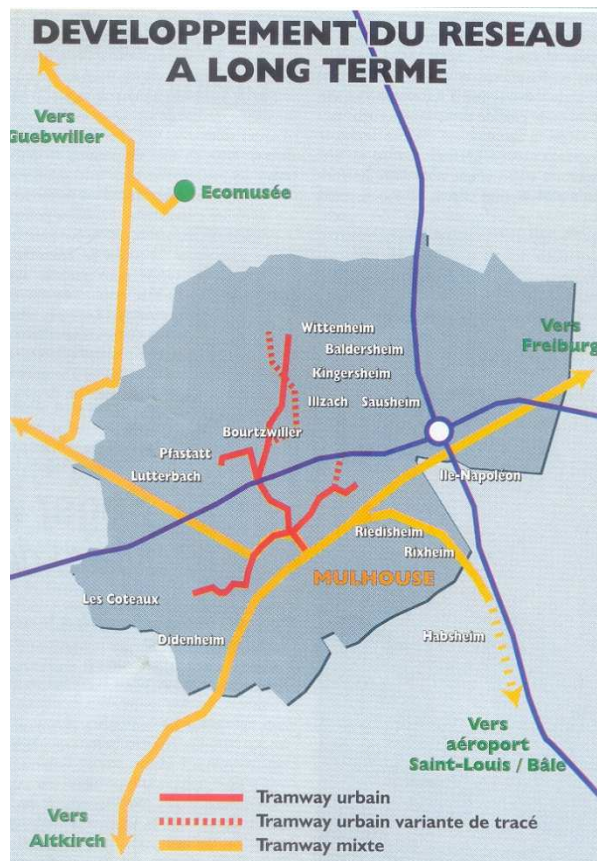 DEVELOPPEMENT DU RESEAU
A LONG TERME
Vers
Guebwiller
Ecomusée
Wittenheim
Baldersheim
Vers
Freiburg
Kingersheim
Illzach
Sausheim
Bourtzwiller
Pfastatt
Lutterbach
Ile-Napoléon
Riedisheim
Rixheim
MULHOUSE
Les Coteaux
Didenheim
Habsheim
Vers
aéroport
Saint-Louis / Bâle
Vers
Altkirch
Tramway urbain
Tramway urbain variante de tracé
Tramway mixte